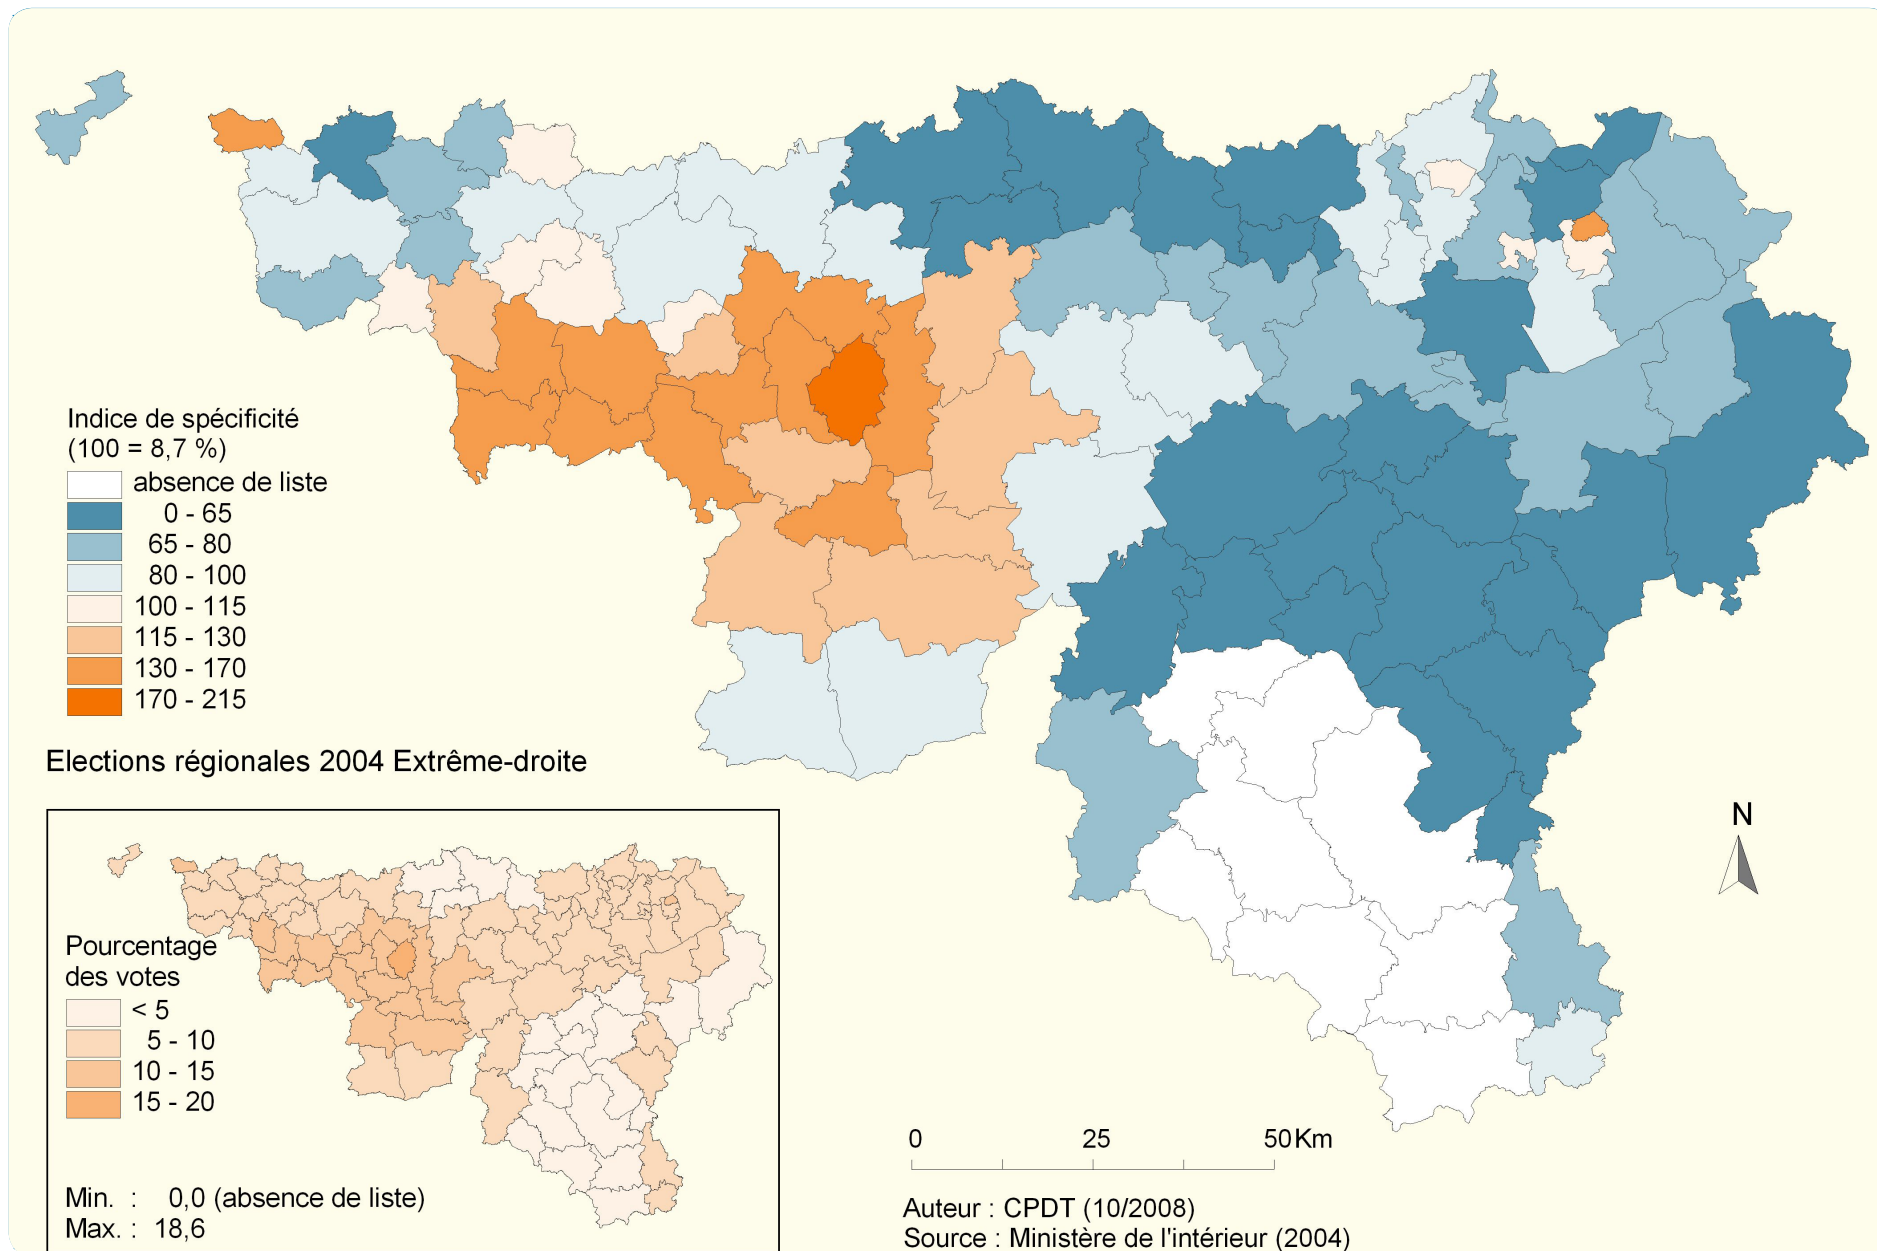 Indice de spécificité
(100 = 8,7 %)
absence de liste
0 - 65
65 - 80
80 - 100
100 - 115
115 - 130
130 - 170
170 - 215
Elections régionales 2004 Extrême-droite
Pourcentage
des votes
< 5
5 - 10
10 - 15
15 - 20
Min. : 0,0 (absence de liste)
Max. : 18,6
N
0 25 50Km
Auteur : CPDT (10/2008)
Source : Ministère de l'intérieur (2004)